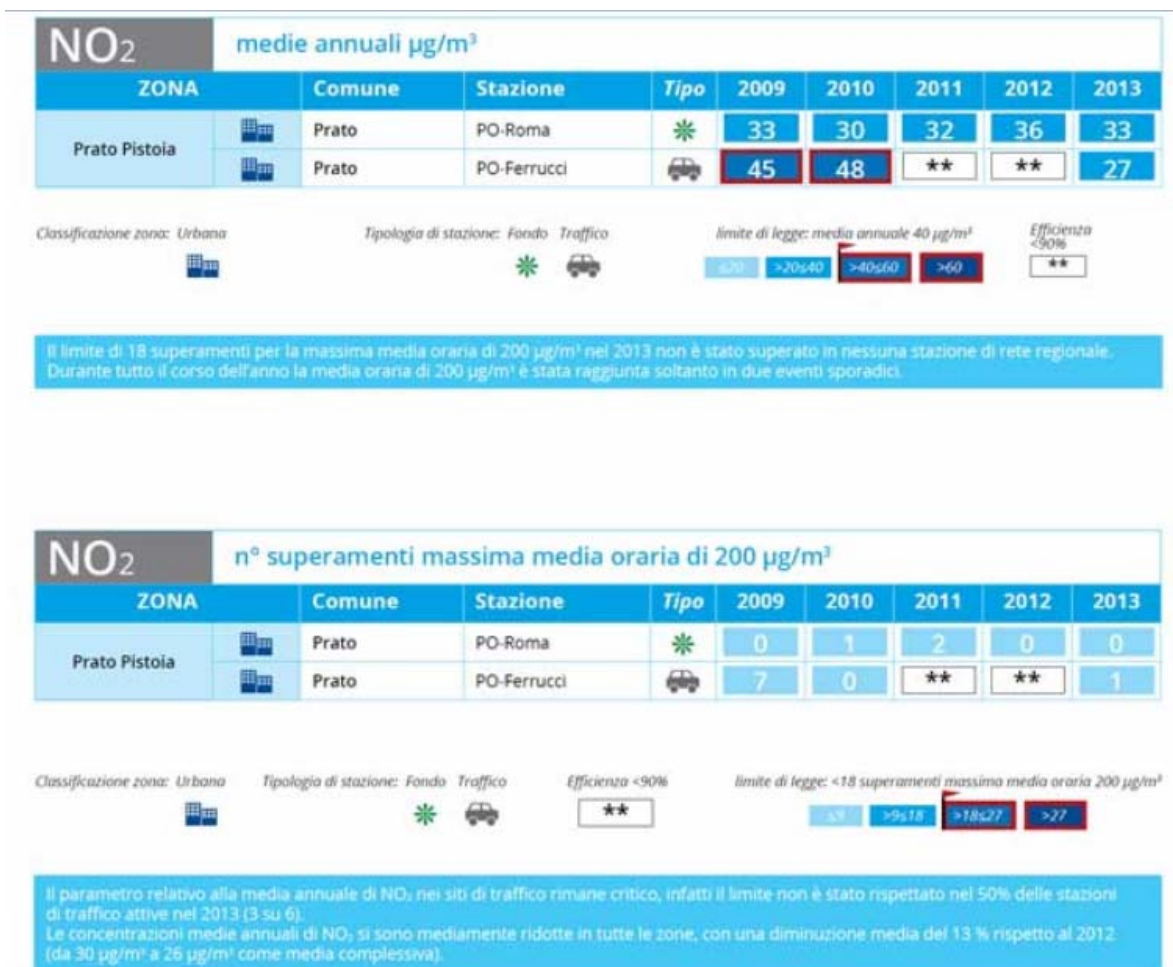 NO₂ medie annuali µg/m³
ZONA Comune Stazione Tipo 2009 2010 2011 2012 2013
Prato Pistoia
Prato PO-Roma 33 30 32 36 33
Prato PO-Ferrucci 45 48 ** ** 27
Classificazione zona: Urbana Tipologia di stazione: Fondo Traffico limite di legge: media annuale 40 µg/m³ Efficienza <90%
≤20 >20≤40 >40≤60 >60 **
Il limite di 18 superamenti per la massima media oraria di 200 µg/m³ nel 2013 non è stato superato in nessuna stazione di rete regionale.
Durante tutto il corso dell'anno la media oraria di 200 µg/m³ è stata raggiunta soltanto in due eventi sporadici.
NO₂ n° superamenti massima media oraria di 200 µg/m³
ZONA Comune Stazione Tipo 2009 2010 2011 2012 2013
Prato Pistoia
Prato PO-Roma 0 1 2 0 0
Prato PO-Ferrucci 7 0 ** ** 1
Classificazione zona: Urbana Tipologia di stazione: Fondo Traffico Efficienza <90% limite di legge: <18 superamenti massima media oraria 200 µg/m³
** ≤9 >9≤18 >18≤27 >27
Il parametro relativo alla media annuale di NO₂ nei siti di traffico rimane critico, infatti il limite non è stato rispettato nel 50% delle stazioni
di traffico attive nel 2013 (3 su 6).
Le concentrazioni medie annuali di NO₂ si sono mediamente ridotte in tutte le zone, con una diminuzione media del 13 % rispetto al 2012
(da 30 µg/m³ a 26 µg/m³ come media complessiva).